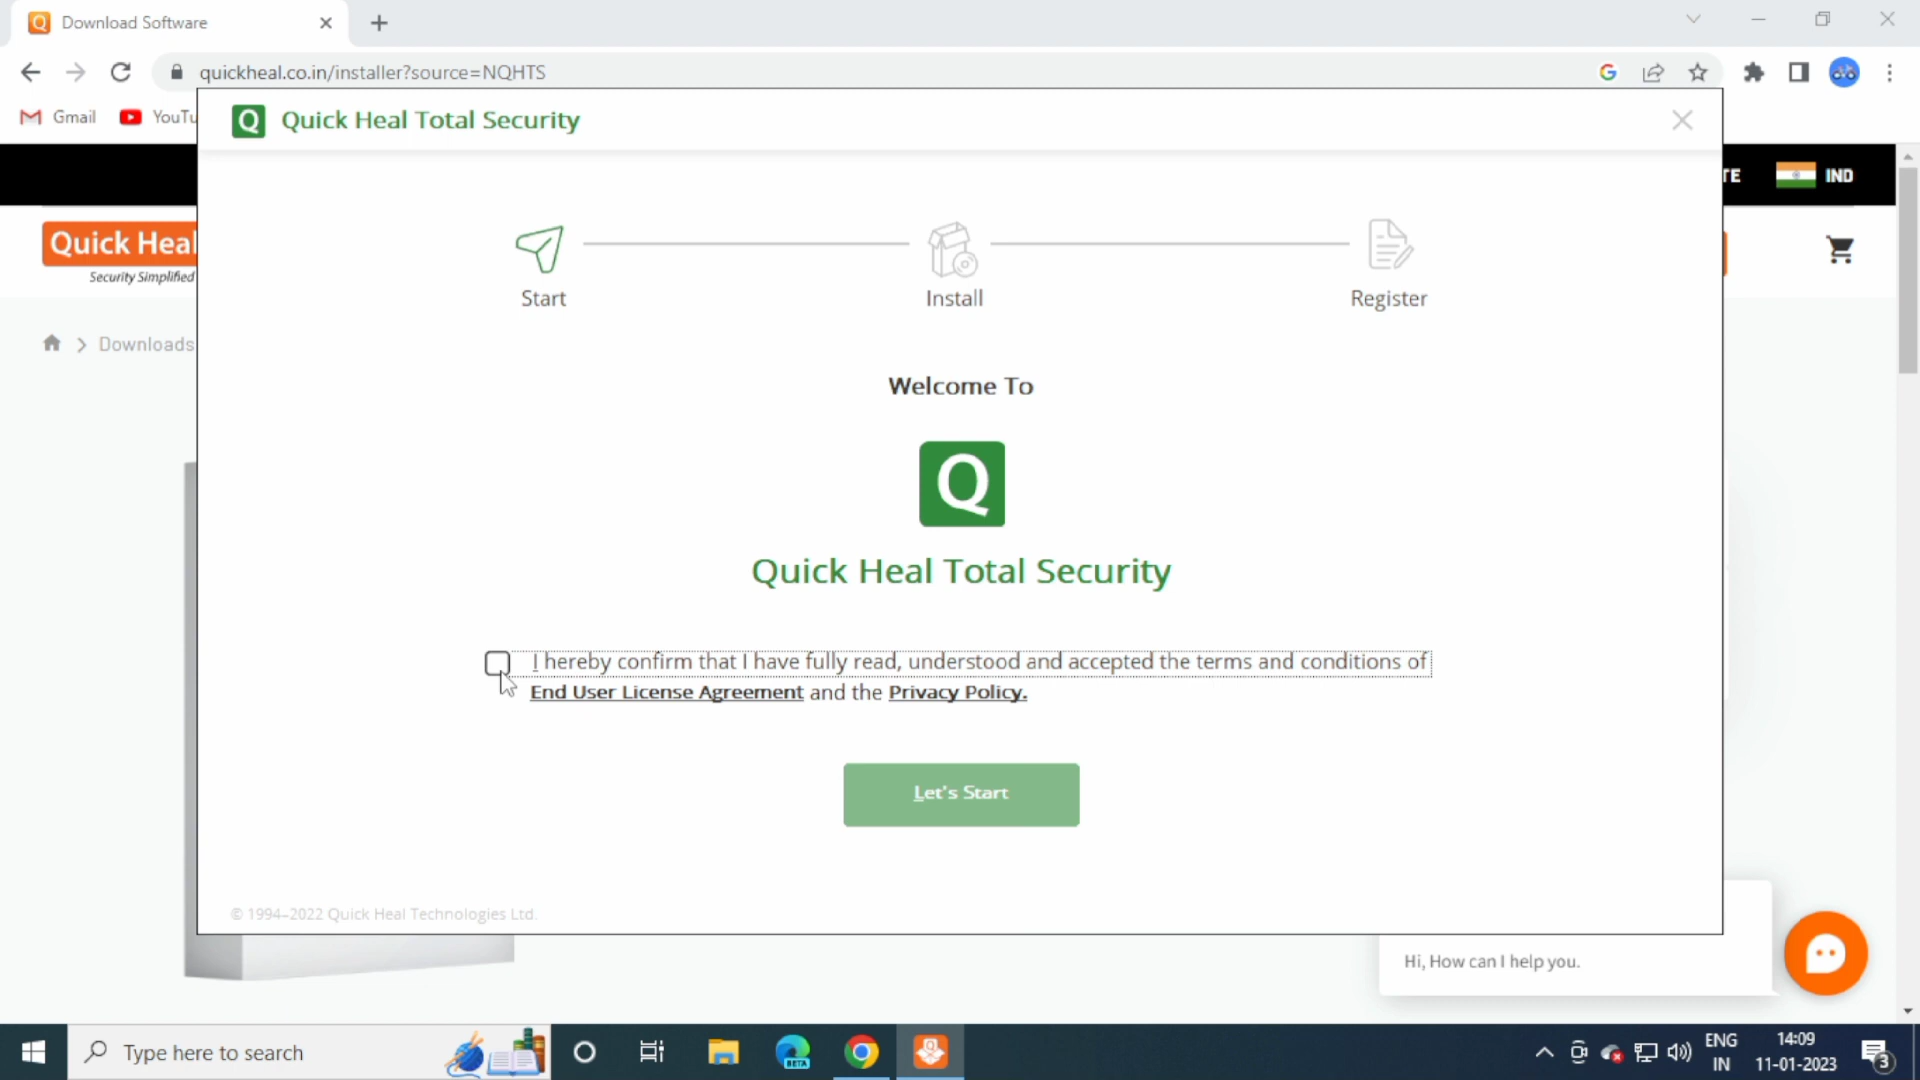 Download Software
quickheal.co.in/installer?source=NQHTS
Gmail
YouTu
Quick Heal Total Security
TE
IND
Quick Heal
Security Simplified
Start
Install
Register
Downloads
Welcome To
Q
Quick Heal Total Security
I hereby confirm that I have fully read, understood and accepted the terms and conditions of
End User License Agreement and the Privacy Policy.
Let's Start
© 1994-2022 Quick Heal Technologies Ltd.
Hi, How can I help you.
Type here to search
BETA
ENG
IN
14:09
11-01-2023
3